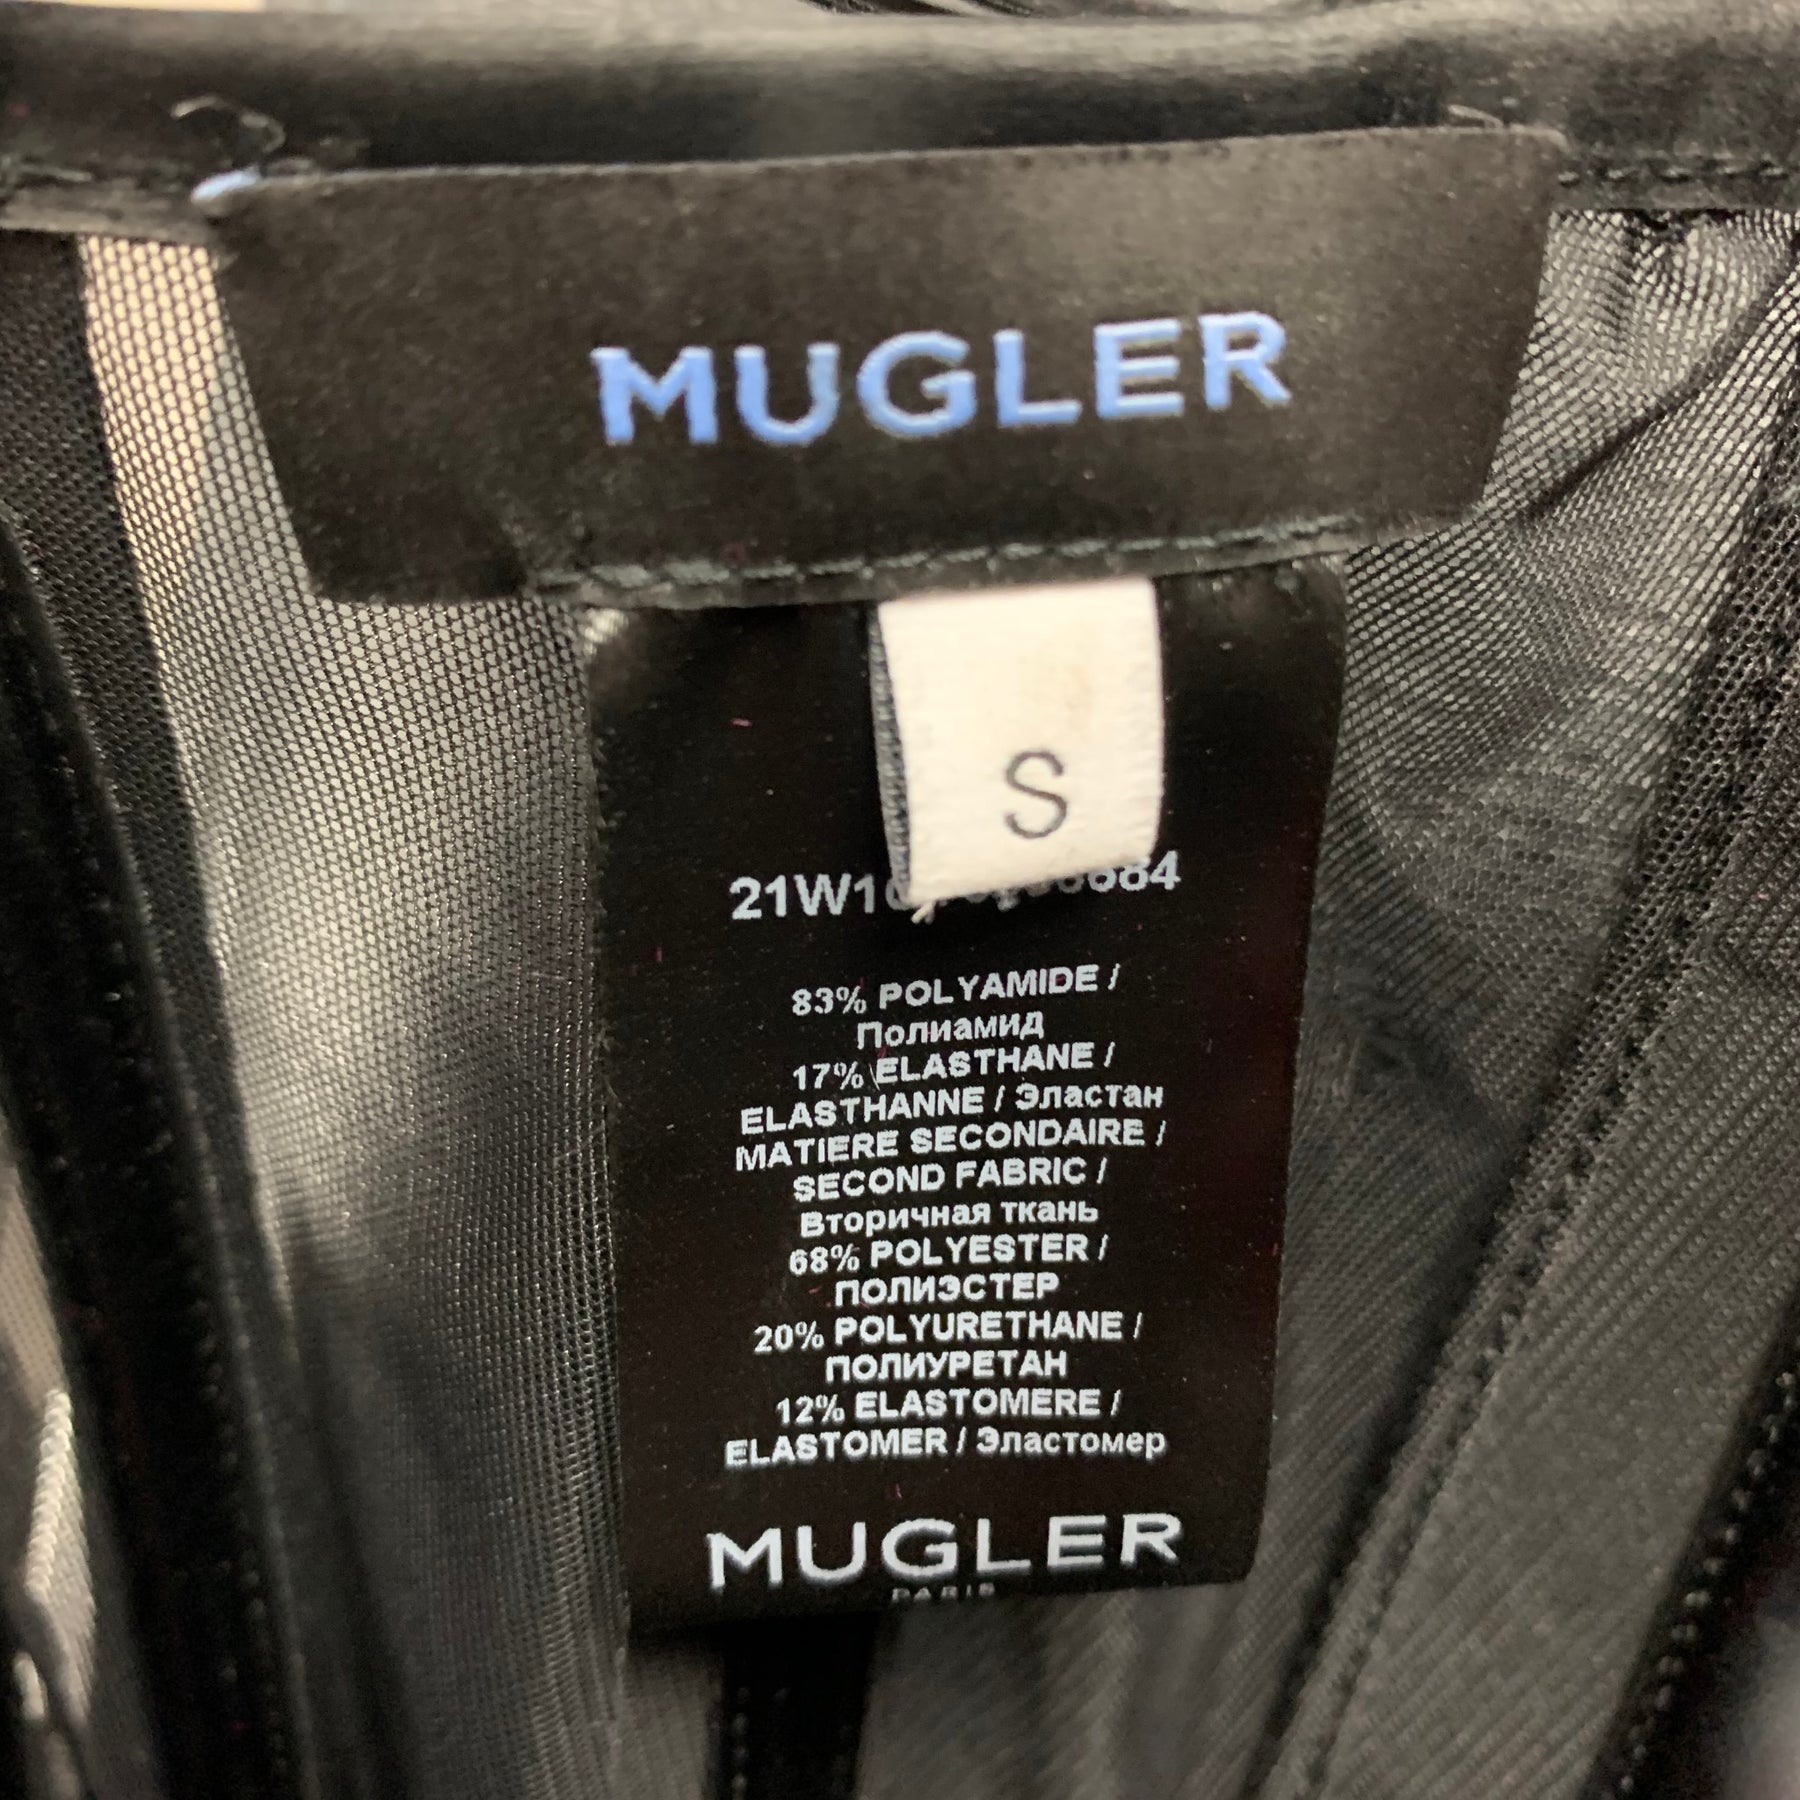 MUGLER
S
83% POLYAMIDE /
Полиамид
17% ELASTHANE /
ELASTHANNE / Эластан
MATIERE SECONDAIRE /
SECOND FABRIC /
Вторичная ткань
68% POLYESTER /
ПОЛИЭСТЕР
20% POLYURETHANE /
ПОЛИУРЕТАН
12% ELASTOMERE /
ELASTOMER / Эластомер
MUGLER
PARIS